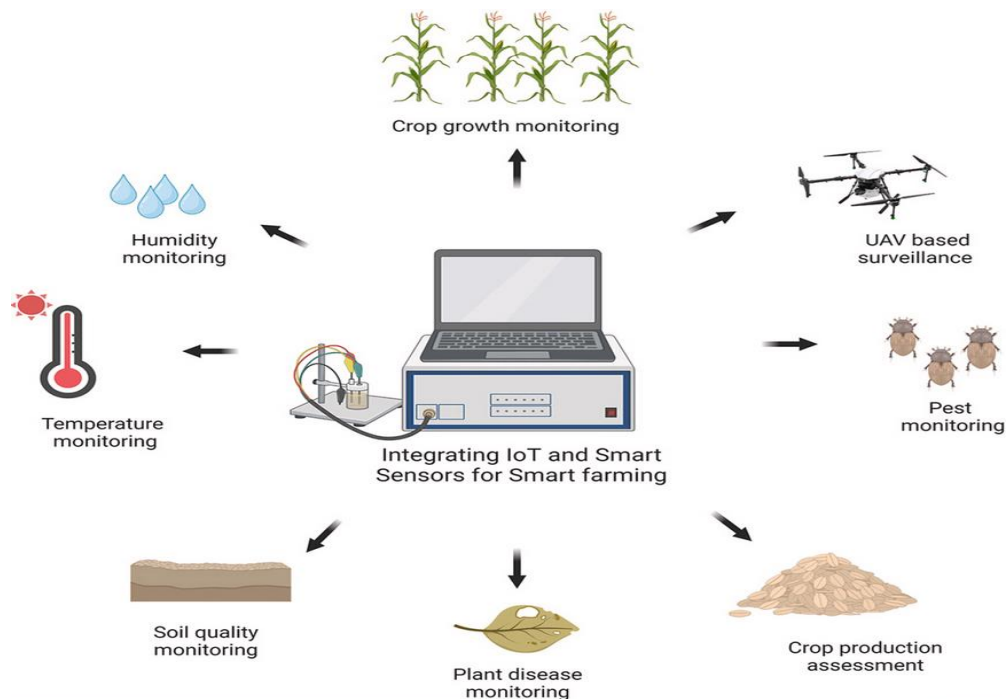 Crop growth monitoring
Humidity
monitoring
UAV based
surveillance
Temperature
monitoring
Pest
monitoring
Integrating IoT and Smart
Sensors for Smart farming
Soil quality
monitoring
Plant disease
monitoring
Crop production
assessment